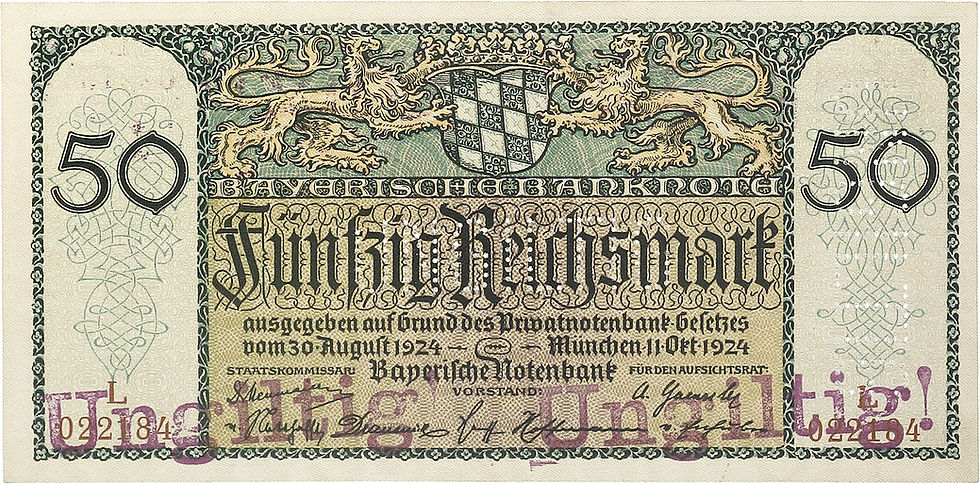 50
50
BAYERISCHE BANKNOTE
Fünfzig Reichsmark
ausgegeben auf Grund des Privatnotenbank-Gesetzes
vom 30·August 1924 — München 11·Okt·1924
STAATSKOMMISSAR: Bayerische Notenbank FÜR DEN AUFSICHTSRAT:
VORSTAND:
L
022184
L
022184
Ungiltig! Ungiltig!